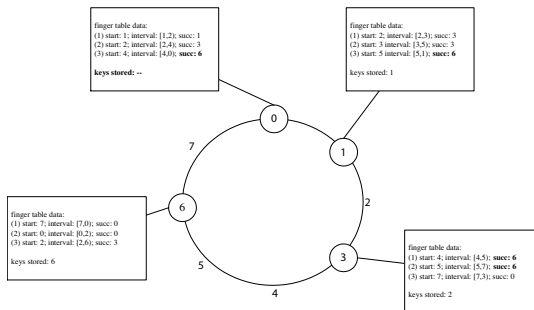 finger table data:
(1) start: 1; interval: [1,2); succ: 1
(2) start: 2; interval: [2,4); succ: 3
(3) start: 4; interval: [4,0); succ: 6
keys stored: --
finger table data:
(1) start: 2; interval: [2,3); succ: 3
(2) start: 3 interval: [3,5); succ: 3
(3) start: 5 interval: [5,1); succ: 6
keys stored: 1
0
1
7
6
2
finger table data:
(1) start: 7; interval: [7,0); succ: 0
(2) start: 0; interval: [0,2); succ: 0
(3) start: 2; interval: [2,6); succ: 3
keys stored: 6
5
4
3
finger table data:
(1) start: 4; interval: [4,5); succ: 6
(2) start: 5; interval: [5,7); succ: 6
(3) start: 7; interval: [7,3); succ: 0
keys stored: 2